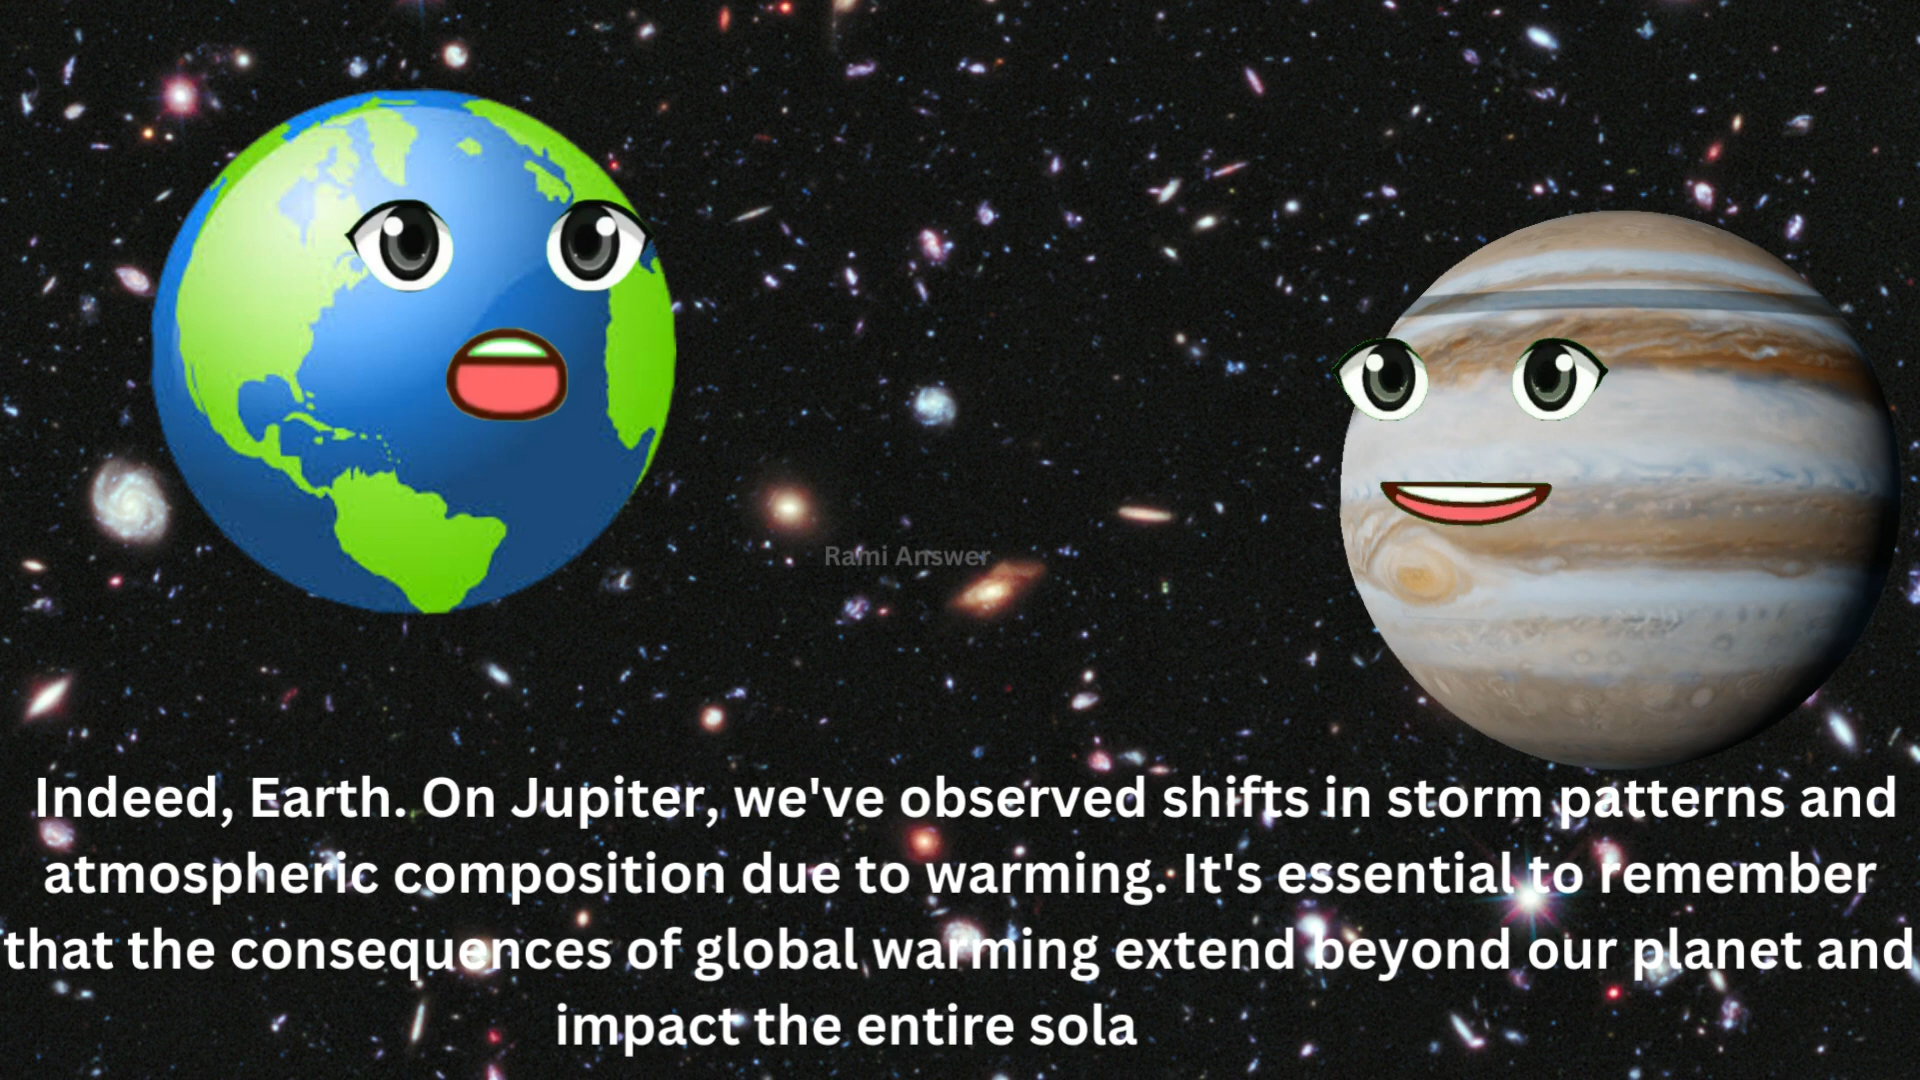 Rami Answer
Indeed, Earth. On Jupiter, we've observed shifts in storm patterns and
atmospheric composition due to warming. It's essential to remember
that the consequences of global warming extend beyond our planet and
impact the entire sola